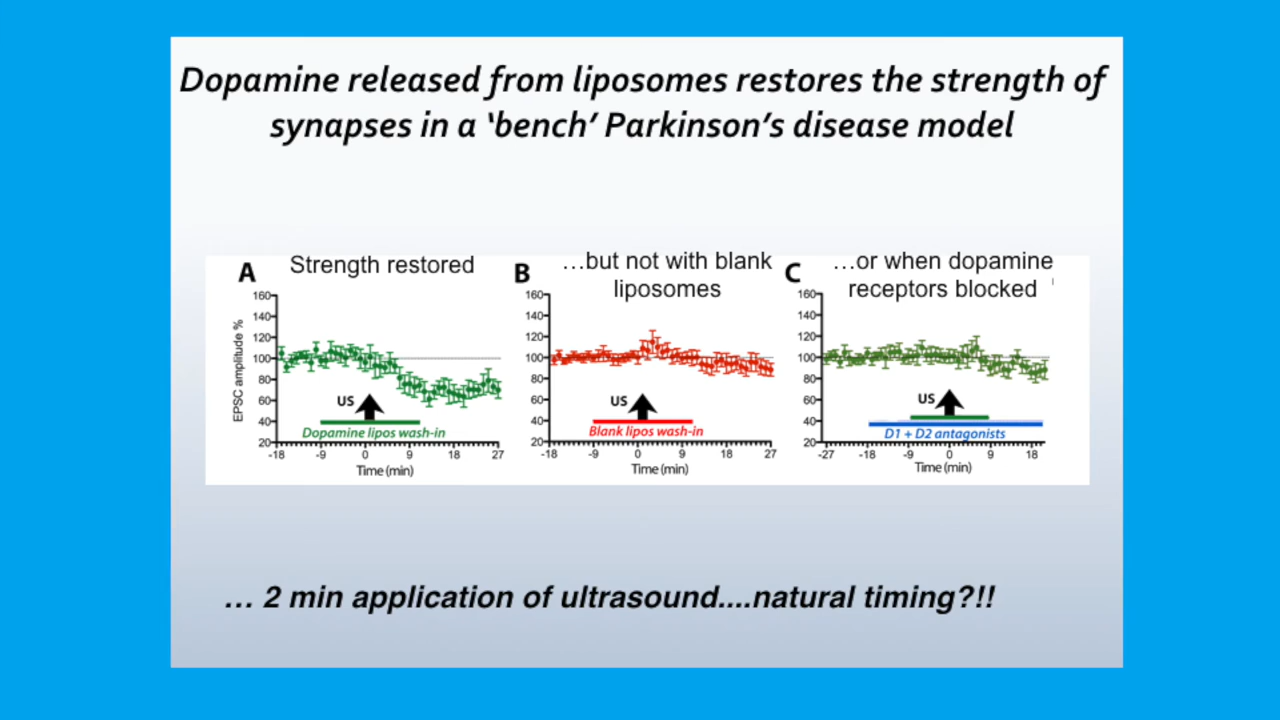 Dopamine released from liposomes restores the strength of
synapses in a ‘bench’ Parkinson’s disease model
A
Strength restored
160
140
120
100
80
60
40
20
EPSC amplitude %
US
Dopamine lipos wash-in
-18 -9 0 9 18 27
Time (min)
B
…but not with blank
liposomes
160
140
120
100
80
60
40
20
US
Blank lipos wash-in
-18 -9 0 9 18 27
Time (min)
C
…or when dopamine
receptors blocked
160
140
120
100
80
60
40
20
US
D1 + D2 antagonists
-27 -18 -9 0 9 18
Time (min)
… 2 min application of ultrasound....natural timing?!!